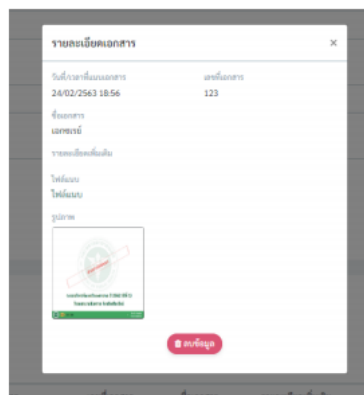 รายละเอียดเอกสาร ×
วันที่/เวลาที่แนบเอกสาร เลขที่เอกสาร
24/02/2563 18:56 123
ชื่อเอกสาร
เอกซเรย์
รายละเอียดเพิ่มเติม
ไฟล์แนบ
ไฟล์แนบ
รูปภาพ
ลบข้อมูล